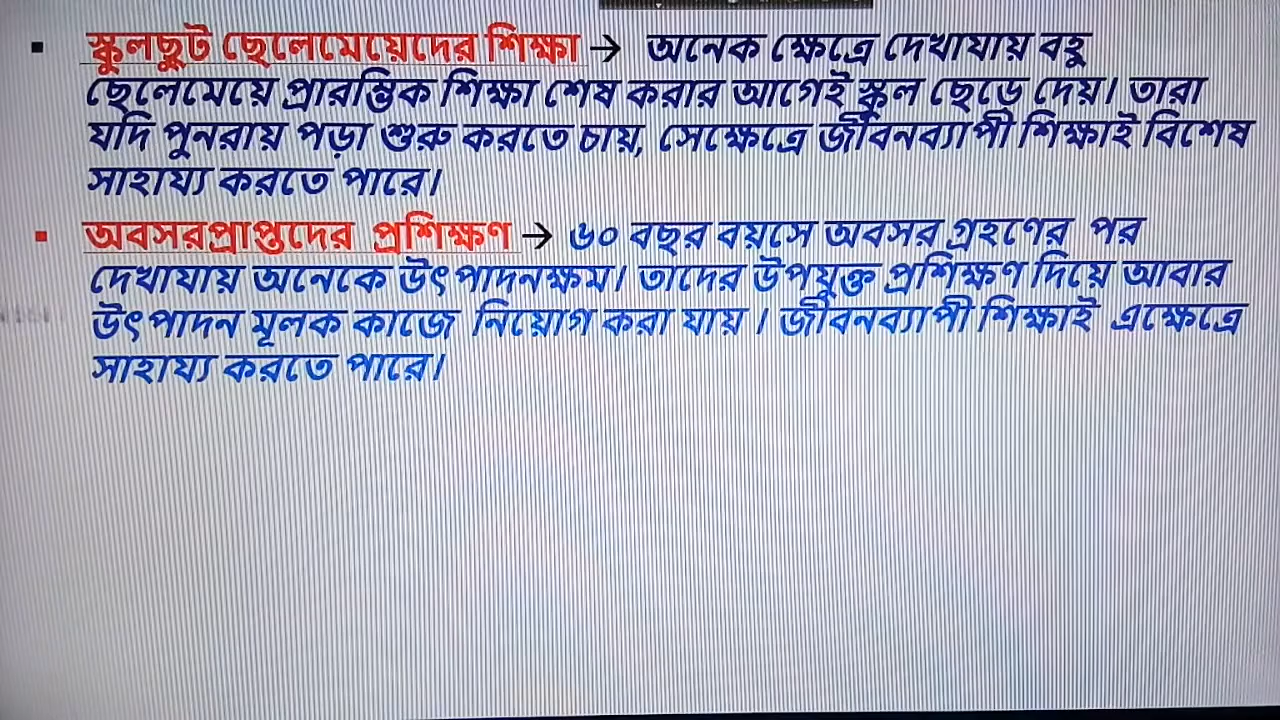 ▪ স্কুলছুট ছেলেমেয়েদের শিক্ষা → অনেক ক্ষেত্রে দেখাযায় বহু
ছেলেমেয়ে প্রারম্ভিক শিক্ষা শেষ করার আগেই স্কুল ছেড়ে দেয়। তারা
যদি পুনরায় পড়া শুরু করতে চায়, সেক্ষেত্রে জীবনব্যাপী শিক্ষাই বিশেষ
সাহায্য করতে পারে।
▪ অবসরপ্রাপ্তদের প্রশিক্ষণ → ৬০ বছর বয়সে অবসর গ্রহণের পর
দেখাযায় অনেকে উৎপাদনক্ষম। তাদের উপযুক্ত প্রশিক্ষণ দিয়ে আবার
উৎপাদন মূলক কাজে নিয়োগ করা যায়। জীবনব্যাপী শিক্ষাই এক্ষেত্রে
সাহায্য করতে পারে।